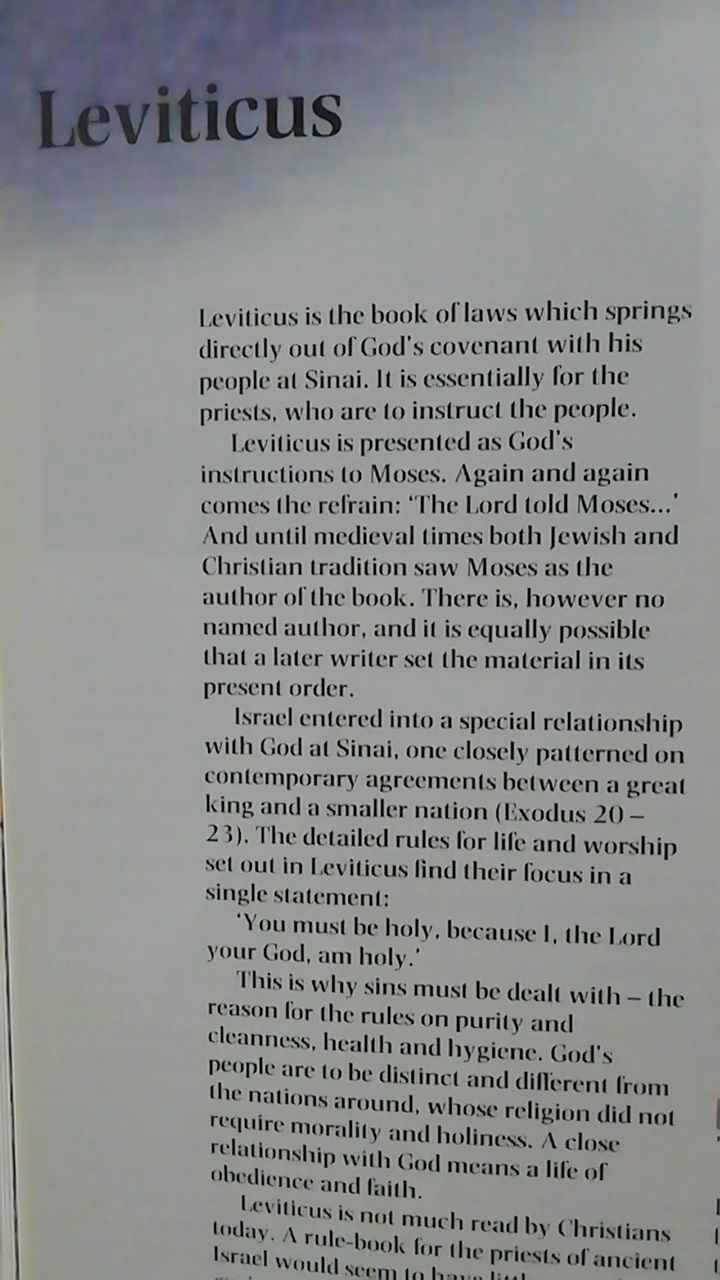 Leviticus
Leviticus is the book of laws which springs
directly out of God's covenant with his
people at Sinai. It is essentially for the
priests, who are to instruct the people.
Leviticus is presented as God's
instructions to Moses. Again and again
comes the refrain: ‘The Lord told Moses...’
And until medieval times both Jewish and
Christian tradition saw Moses as the
author of the book. There is, however no
named author, and it is equally possible
that a later writer set the material in its
present order.
Israel entered into a special relationship
with God at Sinai, one closely patterned on
contemporary agreements between a great
king and a smaller nation (Exodus 20 –
23). The detailed rules for life and worship
set out in Leviticus find their focus in a
single statement:
‘You must be holy, because I, the Lord
your God, am holy.’
This is why sins must be dealt with – the
reason for the rules on purity and
cleanness, health and hygiene. God's
people are to be distinct and different from
the nations around, whose religion did not
require morality and holiness. A close
relationship with God means a life of
obedience and faith.
Leviticus is not much read by Christians
today. A rule-book for the priests of ancient
Israel would seem to have